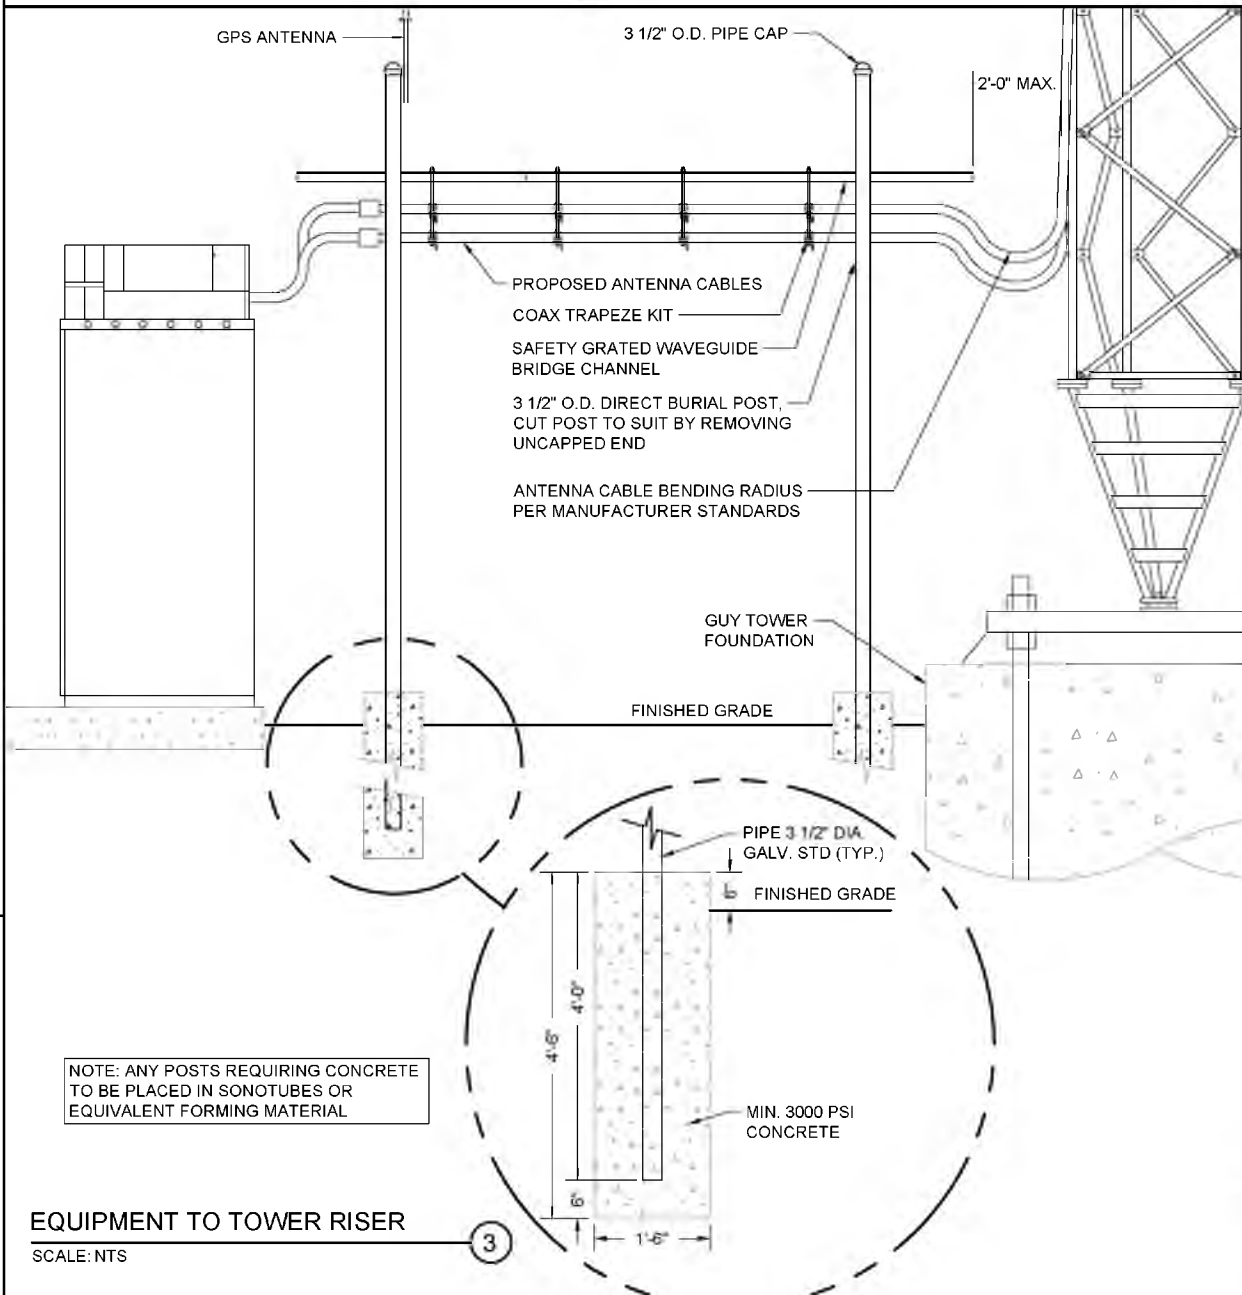 GPS ANTENNA
3 1/2" O.D. PIPE CAP
2'-0" MAX.
PROPOSED ANTENNA CABLES
COAX TRAPEZE KIT
SAFETY GRATED WAVEGUIDE
BRIDGE CHANNEL
3 1/2" O.D. DIRECT BURIAL POST,
CUT POST TO SUIT BY REMOVING
UNCAPPED END
ANTENNA CABLE BENDING RADIUS
PER MANUFACTURER STANDARDS
GUY TOWER
FOUNDATION
FINISHED GRADE
PIPE 3 1/2" DIA.
GALV. STD (TYP.)
6"
FINISHED GRADE
4'-0"
4'-6"
MIN. 3000 PSI
CONCRETE
6"
1'-6"
NOTE: ANY POSTS REQUIRING CONCRETE
TO BE PLACED IN SONOTUBES OR
EQUIVALENT FORMING MATERIAL
EQUIPMENT TO TOWER RISER
3
SCALE: NTS